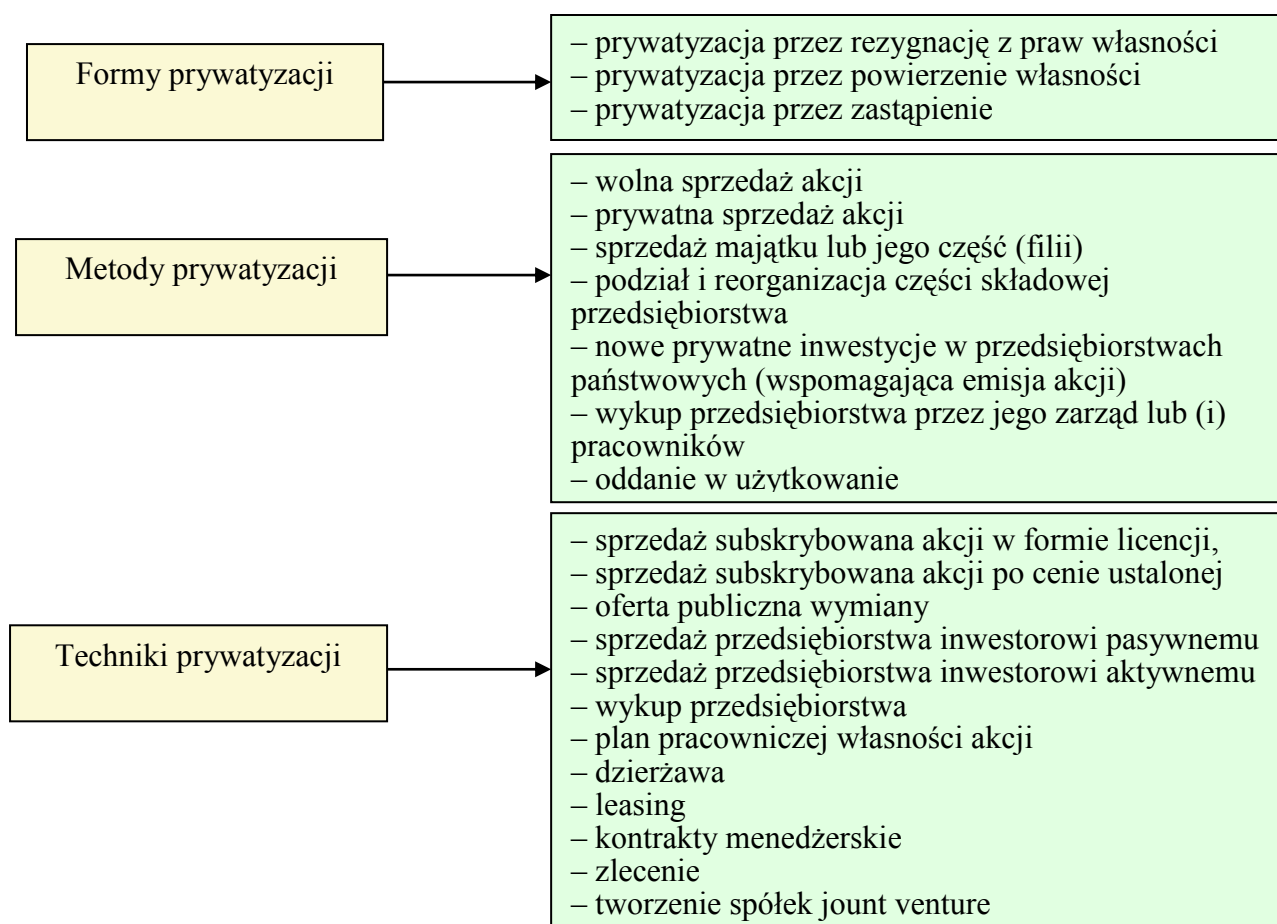 Formy prywatyzacji
– prywatyzacja przez rezygnację z praw własności
– prywatyzacja przez powierzenie własności
– prywatyzacja przez zastąpienie
Metody prywatyzacji
– wolna sprzedaż akcji
– prywatna sprzedaż akcji
– sprzedaż majątku lub jego część (filii)
– podział i reorganizacja części składowej
przedsiębiorstwa
– nowe prywatne inwestycje w przedsiębiorstwach
państwowych (wspomagająca emisja akcji)
– wykup przedsiębiorstwa przez jego zarząd lub (i)
pracowników
– oddanie w użytkowanie
Techniki prywatyzacji
– sprzedaż subskrybowana akcji w formie licencji,
– sprzedaż subskrybowana akcji po cenie ustalonej
– oferta publiczna wymiany
– sprzedaż przedsiębiorstwa inwestorowi pasywnemu
– sprzedaż przedsiębiorstwa inwestorowi aktywnemu
– wykup przedsiębiorstwa
– plan pracowniczej własności akcji
– dzierżawa
– leasing
– kontrakty menedżerskie
– zlecenie
– tworzenie spółek jount venture